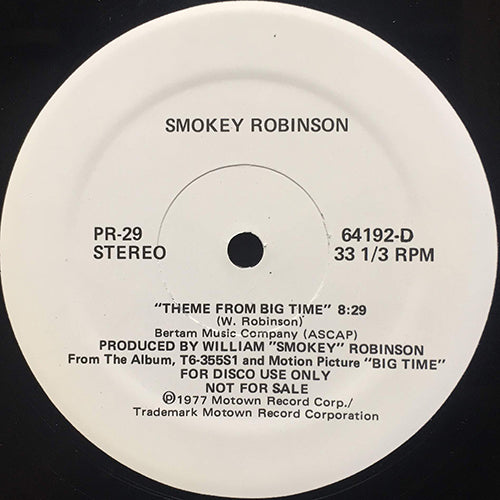 SMOKEY ROBINSON
PR-29 64192-D
STEREO 33 1/3 RPM
"THEME FROM BIG TIME" 8:29
(W. Robinson)
Bertam Music Company (ASCAP)
PRODUCED BY WILLIAM "SMOKEY" ROBINSON
From The Album, T6-355S1 and Motion Picture "BIG TIME"
FOR DISCO USE ONLY
NOT FOR SALE
Ⓟ1977 Motown Record Corp./
Trademark Motown Record Corporation